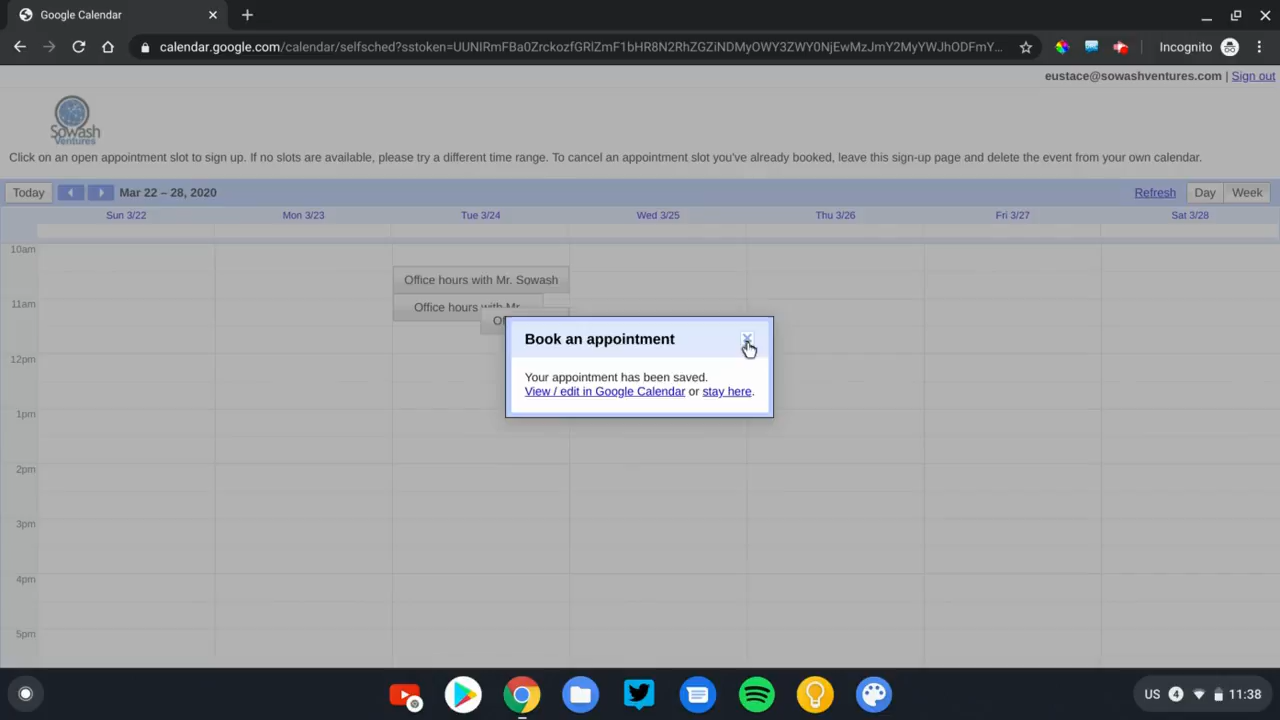 Google Calendar
calendar.google.com/calendar/selfsched?sstoken=UUNIRmFBa0ZrckozfGRlZmF1bHR8N2RhZGZiNDMyOWY3ZWY0NjEwMzJmY2MyYWJhODFmY...
Incognito
eustace@sowashventures.com | Sign out
Sowash
Ventures
Click on an open appointment slot to sign up. If no slots are available, please try a different time range. To cancel an appointment slot you've already booked, leave this sign-up page and delete the event from your own calendar.
Today Mar 22 – 28, 2020 Refresh Day Week
Sun 3/22 Mon 3/23 Tue 3/24 Wed 3/25 Thu 3/26 Fri 3/27 Sat 3/28
10am
Office hours with Mr. Sowash
11am
Office hours with Mr.
Book an appointment
12pm
Your appointment has been saved.
View / edit in Google Calendar or stay here.
1pm
2pm
3pm
4pm
5pm
US 4 11:38